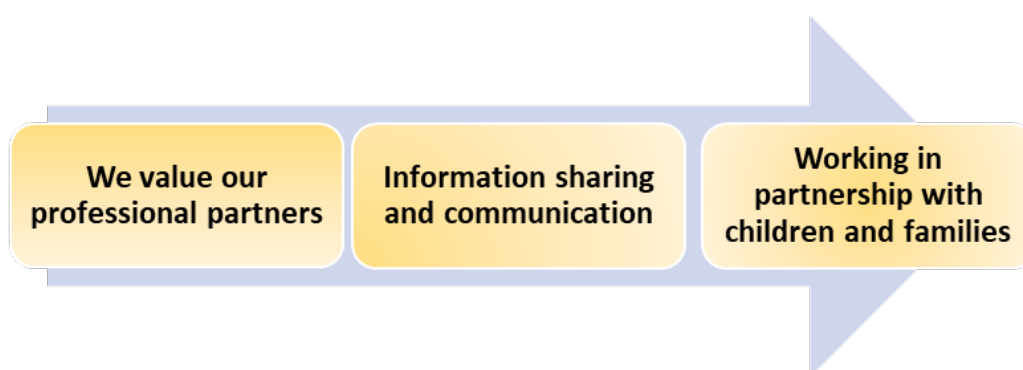 We value our
professional partners
Information sharing
and communication
Working in
partnership with
children and families